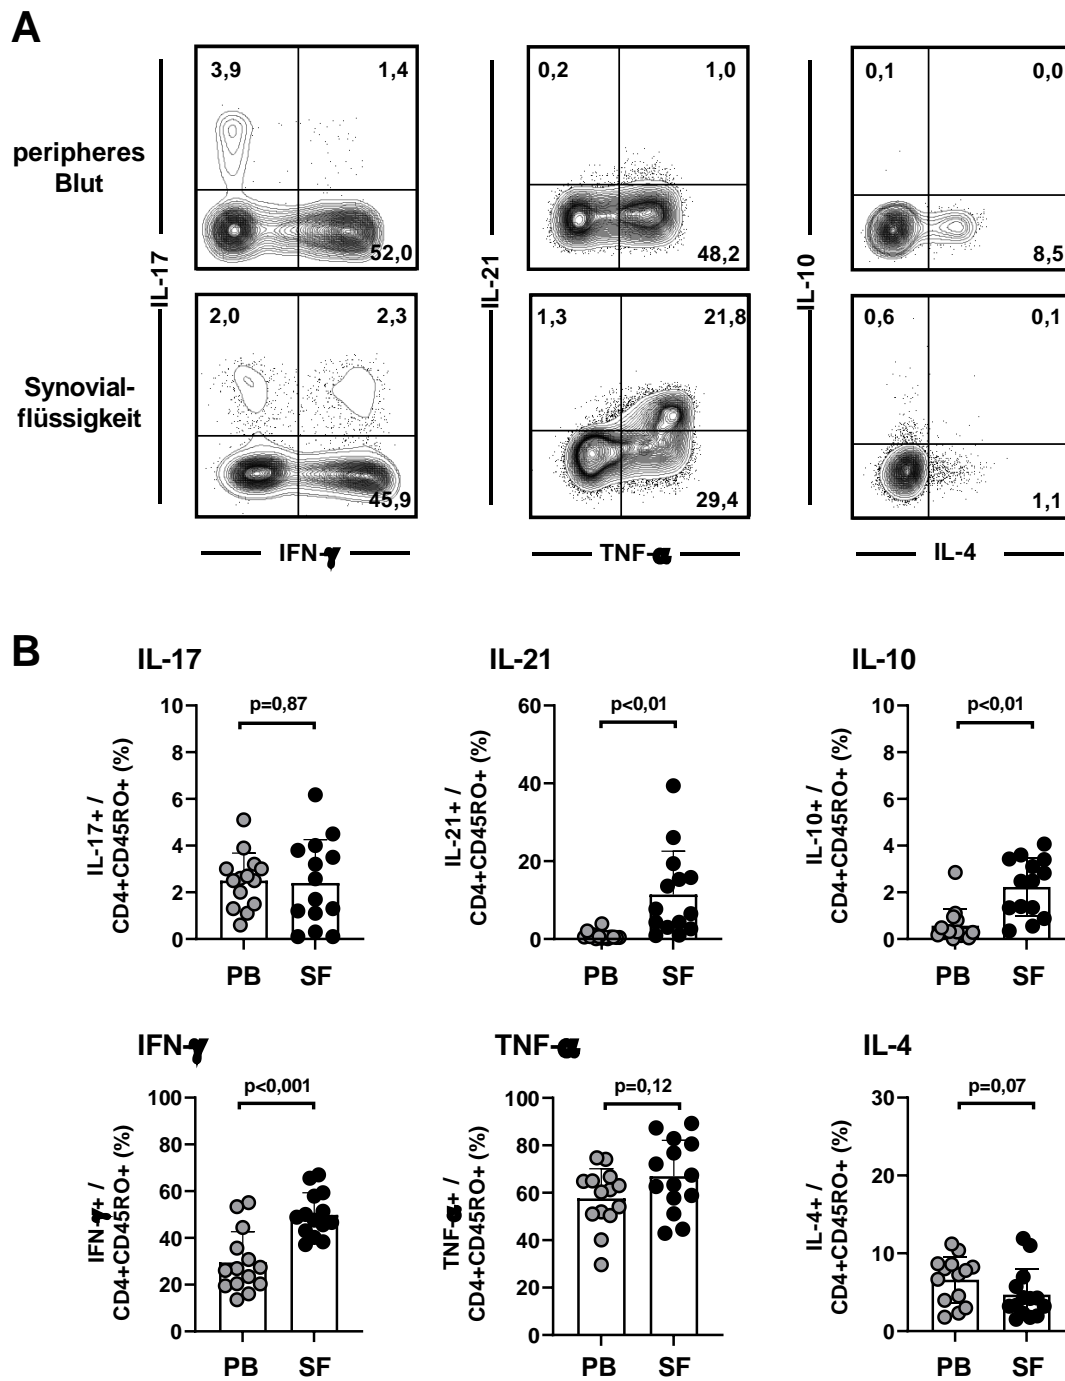 A
3,9 1,4
0,2 1,0
0,1 0,0
peripheres
Blut
52,0
48,2
8,5
IL-17
IL-21
IL-10
2,0 2,3
1,3 21,8
0,6 0,1
Synovial-
flüssigkeit
45,9
29,4
1,1
IFN-γ
TNF-α
IL-4
B
IL-17
p=0,87
IL-17+ /
CD4+CD45RO+ (%)
10
8
6
4
2
0
PB SF
IL-21
p<0,01
IL-21+ /
CD4+CD45RO+ (%)
60
40
20
0
PB SF
IL-10
p<0,01
IL-10+ /
CD4+CD45RO+ (%)
10
8
6
4
2
0
PB SF
IFN-γ
p<0,001
IFN-γ+ /
CD4+CD45RO+ (%)
100
80
60
40
20
0
PB SF
TNF-α
p=0,12
TNF-α+ /
CD4+CD45RO+ (%)
100
80
60
40
20
0
PB SF
IL-4
p=0,07
IL-4+ /
CD4+CD45RO+ (%)
30
20
10
0
PB SF